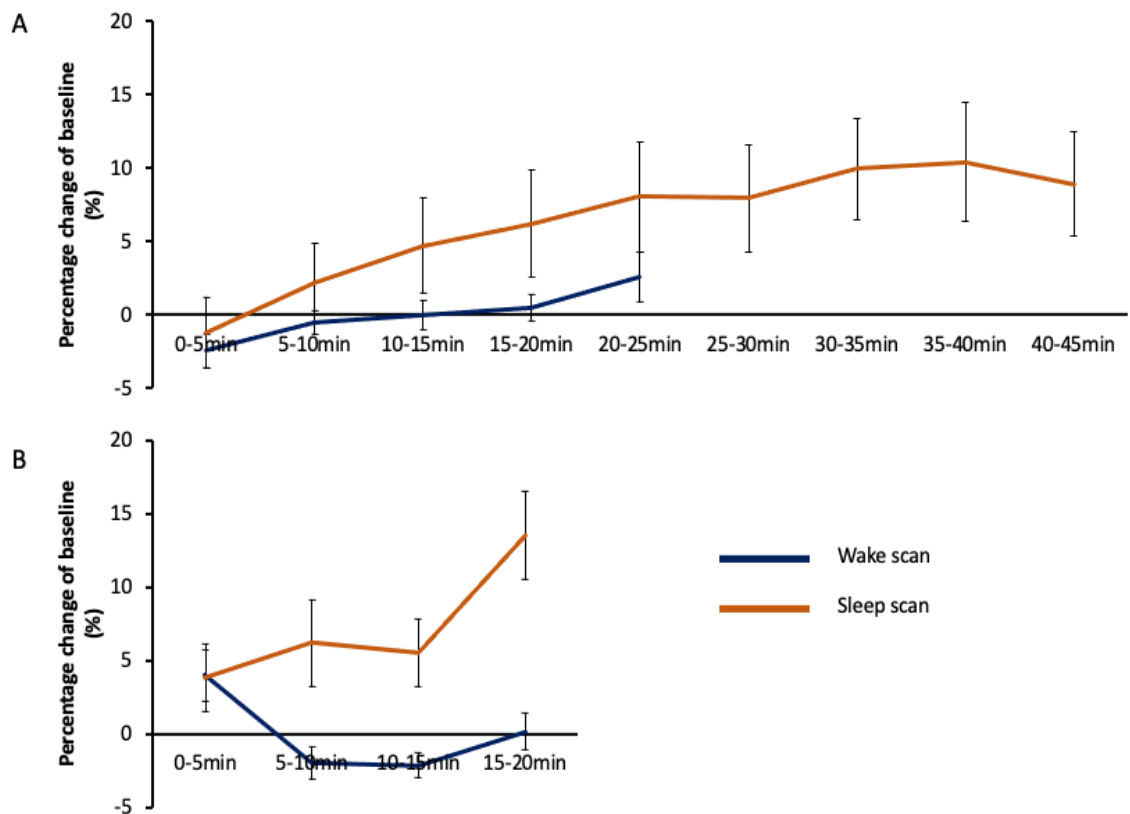 A
Percentage change of baseline
(%)
20
15
10
5
0
-5
0-5min 5-10min 10-15min 15-20min 20-25min 25-30min 30-35min 35-40min 40-45min
B
Percentage change of baseline
(%)
20
15
10
5
0
-5
0-5min 5-10min 10-15min 15-20min
Wake scan
Sleep scan